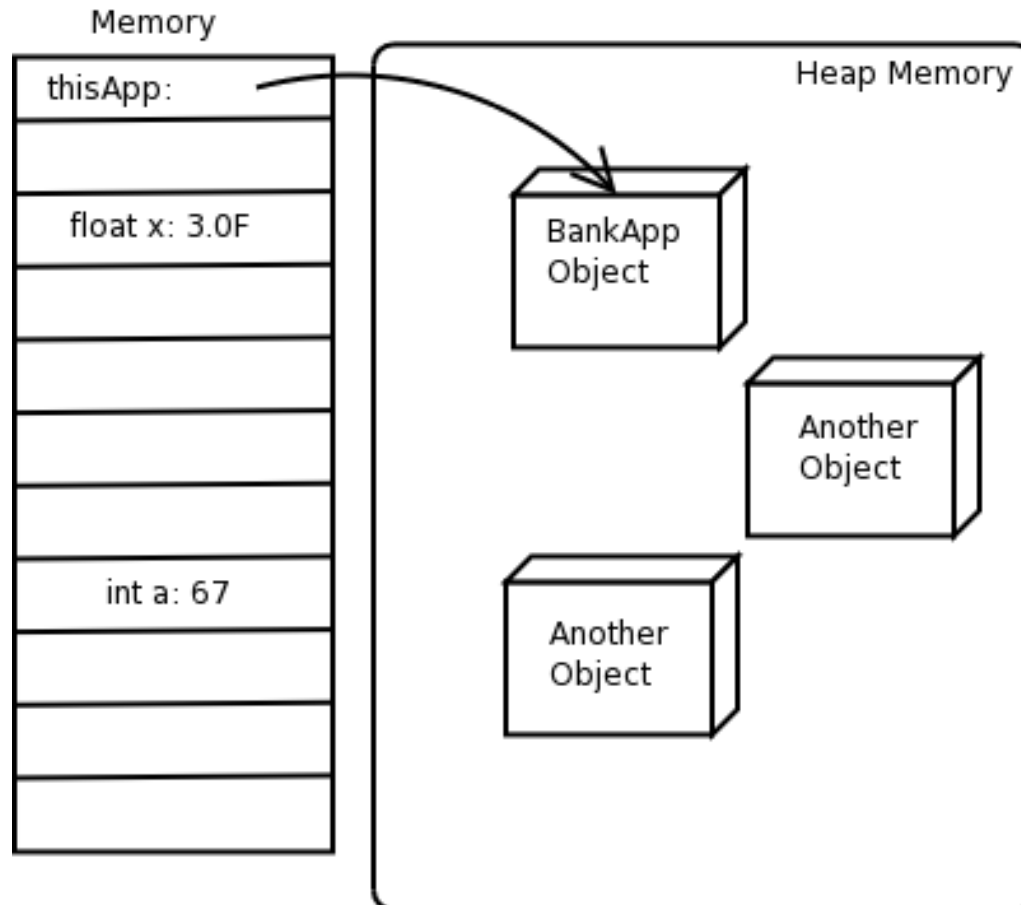 Memory
thisApp:
float x: 3.0F
int a: 67
Heap Memory
BankApp
Object
Another
Object
Another
Object